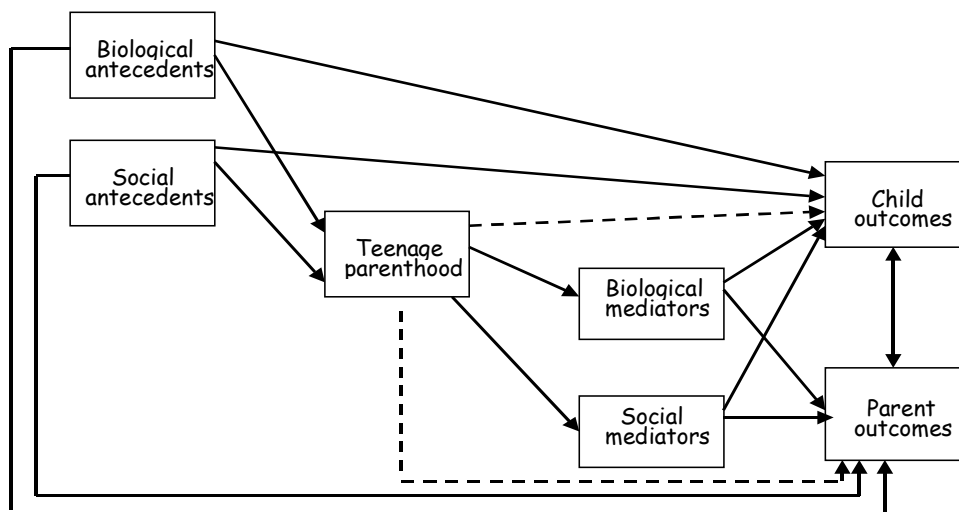 Biological
antecedents
Social
antecedents
Teenage
parenthood
Child
outcomes
Biological
mediators
Social
mediators
Parent
outcomes